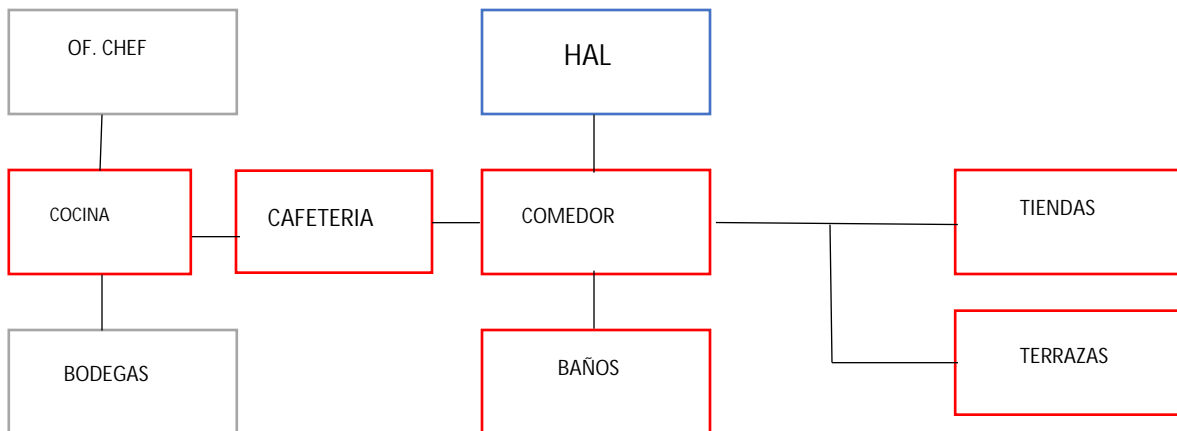 OF. CHEF
HAL
COCINA
CAFETERIA
COMEDOR
TIENDAS
BODEGAS
BAÑOS
TERRAZAS